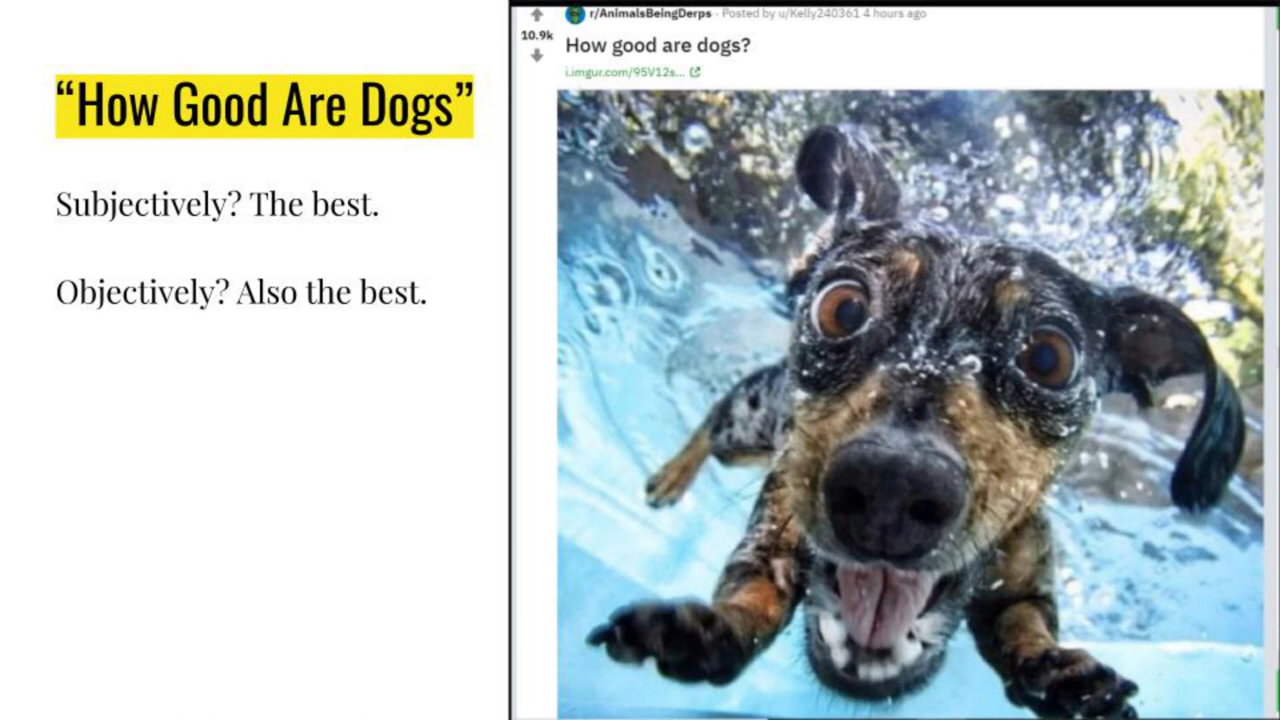 “How Good Are Dogs”
Subjectively? The best.
Objectively? Also the best.
r/AnimalsBeingDerps · Posted by u/Kelly240361 4 hours ago
10.9k
How good are dogs?
i.imgur.com/95V12s...